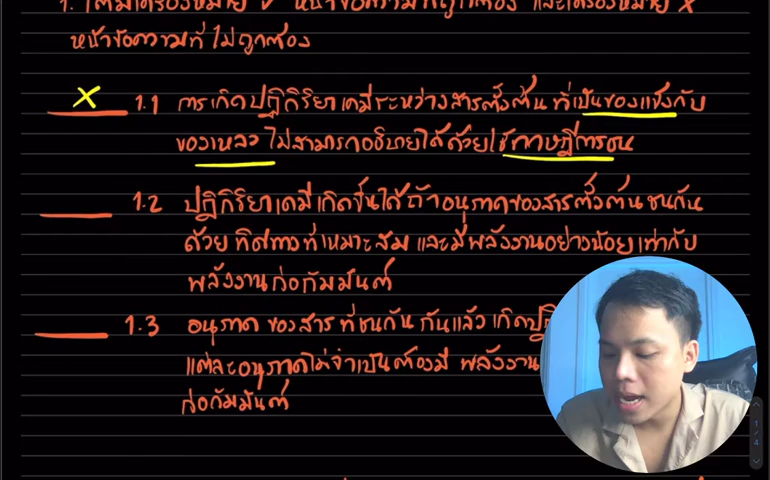 1. ให้ใส่เครื่องหมาย ✓ หน้าข้อความที่ถูกต้อง และเครื่องหมาย X
หน้าข้อความที่ ไม่ถูกต้อง
X 1.1 การเกิดปฏิกิริยาเคมีระหว่างสารตั้งต้น ที่เป็นของแข็งกับ
ของเหลว ไม่สามารถอธิบายได้ด้วยใช้ทฤษฎีการชน
1.2 ปฏิกิริยาเคมีเกิดขึ้นได้ถ้าอนุภาคของสารตั้งต้นชนกัน
ด้วย ทิศทางที่เหมาะสม และมีพลังงานอย่างน้อยเท่ากับ
พลังงานก่อกัมมันต์
1.3 อนุภาค ของสาร ที่ชนกัน กันแล้ว เกิด
แต่ละอนุภาคไม่จำเป็นต้องมี พลังงาน
ก่อกัมมันต์
1/4